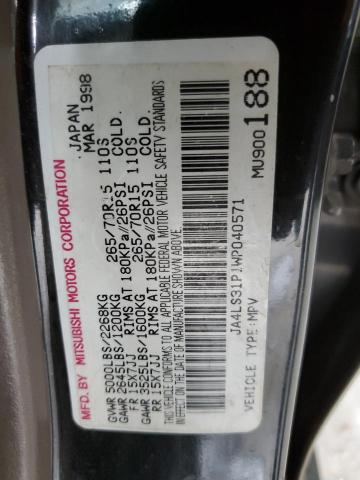 MFD.BY MITSUBISHI MOTORS CORPORATION
JAPAN
MAR 1998
GVWR 5000LBS/2268KG
GAWR 2645LBS/1200KG 265/70R15 110S
FR 15X7JJ RIMS AT 180KPA//26PSI COLD.
GAWR 3525LBS/1600KG 265/70R15 110S
RR 15X7JJ RIMS AT 180KPA//26PSI COLD.
THIS VEHICLE CONFORMS TO ALL APPLICABLE FEDERAL MOTOR VEHICLE SAFETY STANDARDS
IN EFFECT ON THE DATE OF MANUFACTURE SHOWN ABOVE.
JA4LS31P1WP040571
VEHICLE TYPE:MPV
MU900188